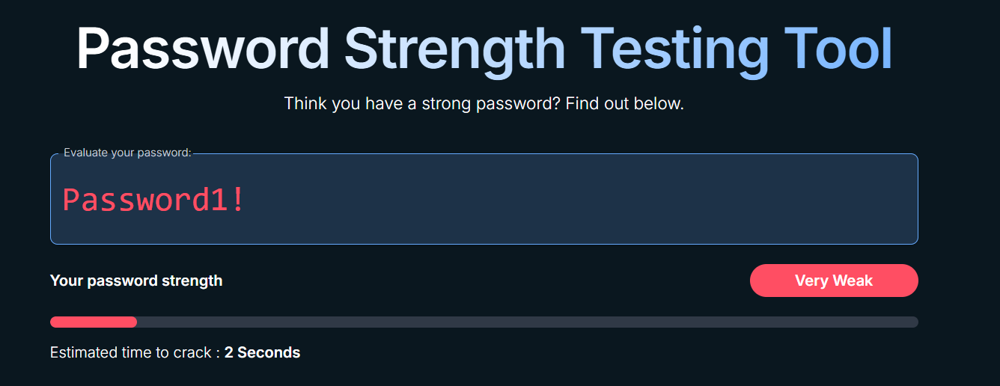 Password Strength Testing Tool
Think you have a strong password? Find out below.
Evaluate your password:
Password1!
Your password strength
Very Weak
Estimated time to crack : 2 Seconds